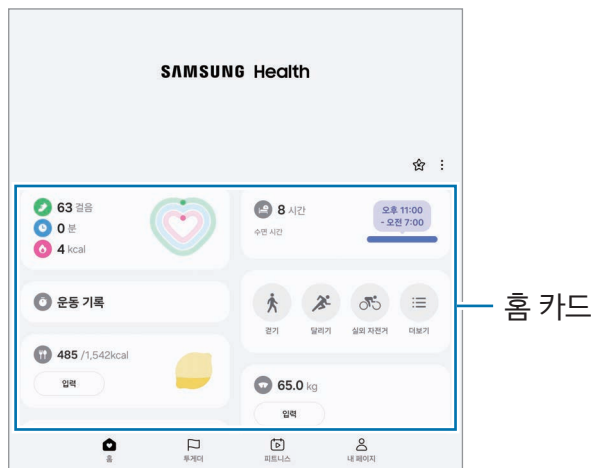 SAMSUNG Health
63 걸음
0 분
4 kcal
8 시간
수면 시간
오후 11:00
- 오전 7:00
운동 기록
걷기
달리기
실외 자전거
더보기
홈 카드
485 /1,542kcal
입력
65.0 kg
입력
홈
투게더
피트니스
내 페이지